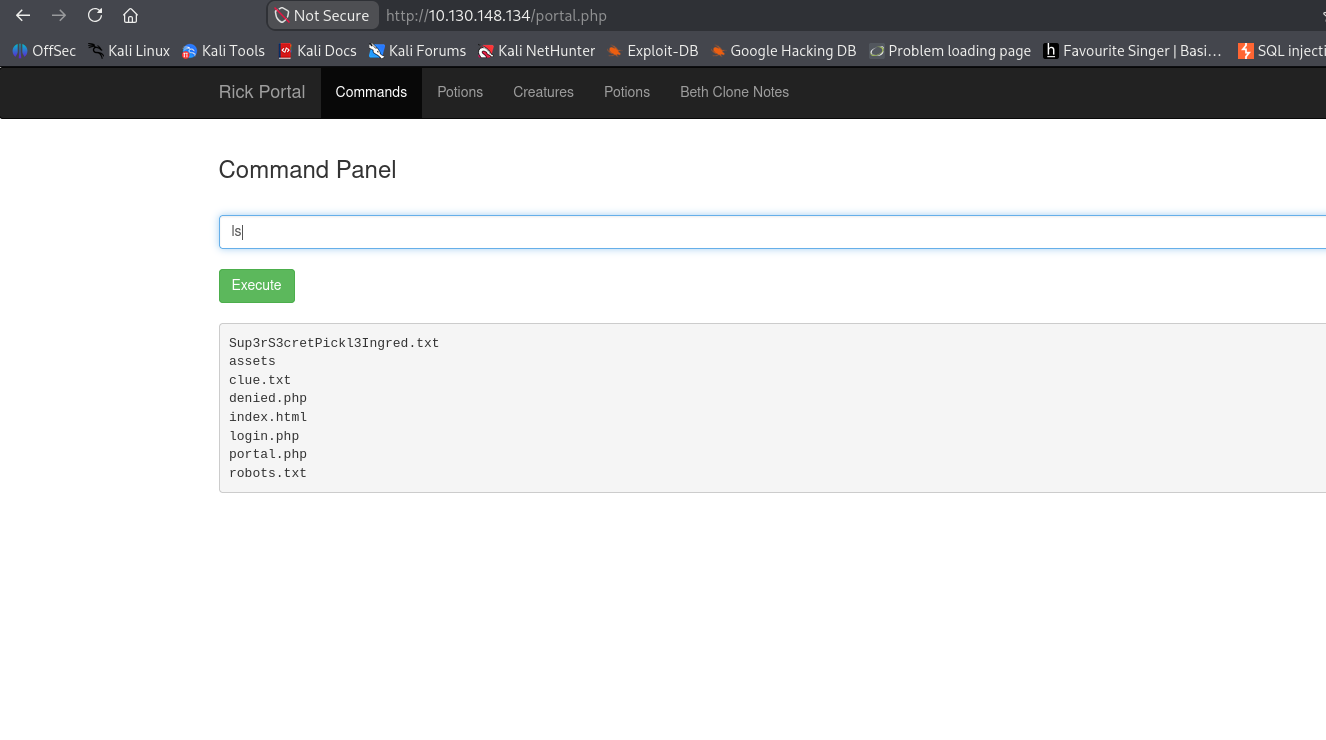 Not Secure http://10.130.148.134/portal.php
OffSec Kali Linux Kali Tools Kali Docs Kali Forums Kali NetHunter Exploit-DB Google Hacking DB Problem loading page Favourite Singer | Basi… SQL injecti
Rick Portal Commands Potions Creatures Potions Beth Clone Notes
Command Panel
ls
Execute
Sup3rS3cretPickl3Ingred.txt
assets
clue.txt
denied.php
index.html
login.php
portal.php
robots.txt